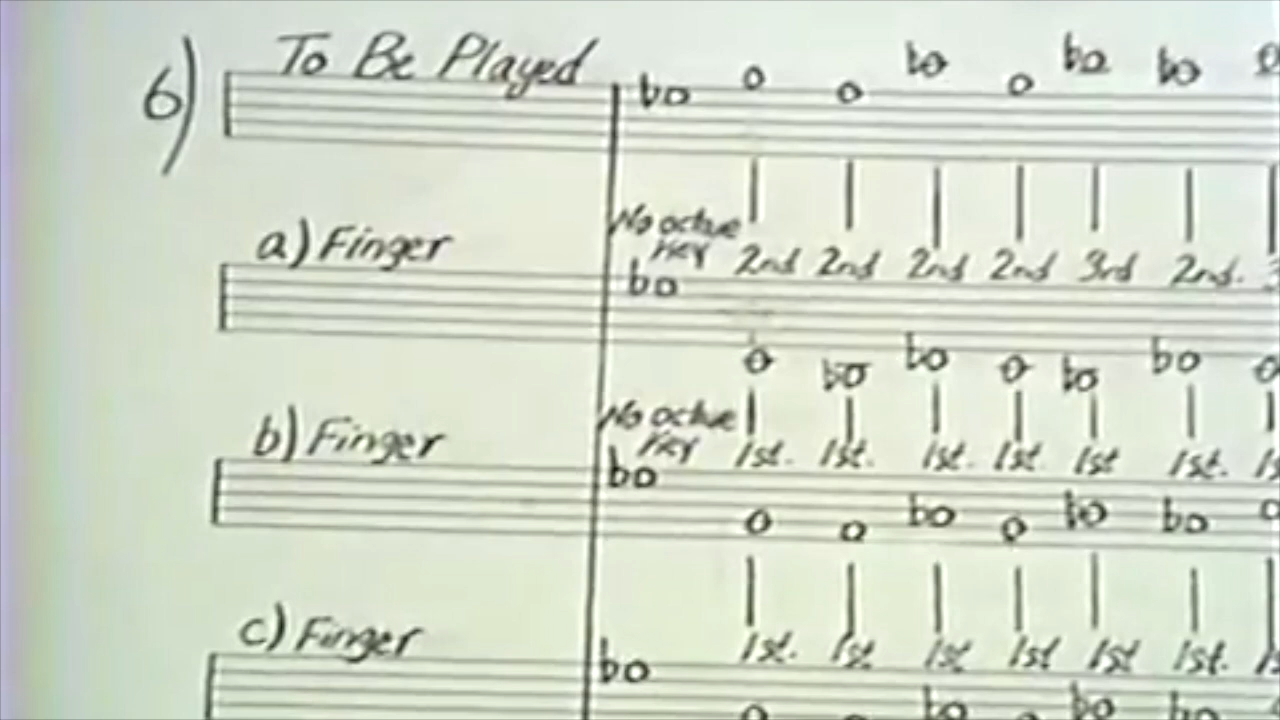 6) To Be Played
a) Finger No octave
Key 2nd 2nd 2nd 2nd 3rd 2nd.
b) Finger No octave
Key 1st. 1st. 1st. 1st 1st 1st.
c) Finger 1st. 1st 1st 1st 1st 1st.